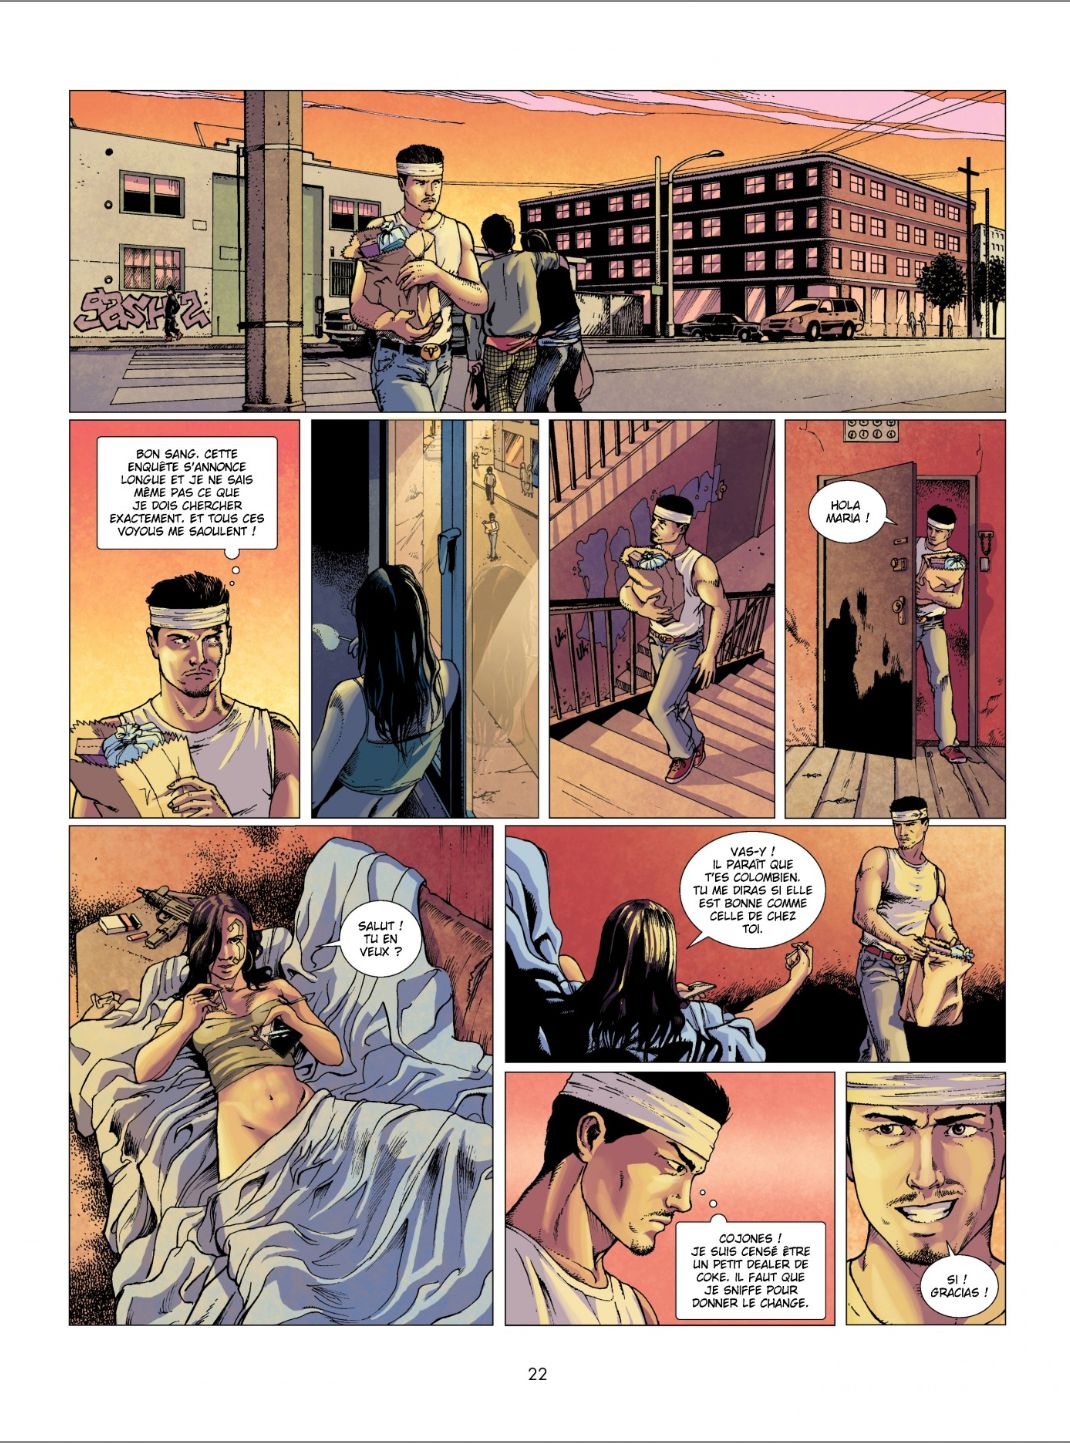 BON SANG. CETTE
ENQUÊTE S'ANNONCE
LONGUE ET JE NE SAIS
MÊME PAS CE QUE
JE DOIS CHERCHER
EXACTEMENT. ET TOUS CES
VOYOUS ME SAOULENT !
HOLA
MARIA !
SALUT !
TU EN
VEUX ?
VAS-Y !
IL PARAÎT QUE
T'ES COLOMBIEN.
TU ME DIRAS SI ELLE
EST BONNE COMME
CELLE DE CHEZ
TOI.
COJONES !
JE SUIS CENSÉ ÊTRE
UN PETIT DEALER DE
COKE. IL FAUT QUE
JE SNIFFE POUR
DONNER LE CHANGE.
SI !
GRACIAS !
22